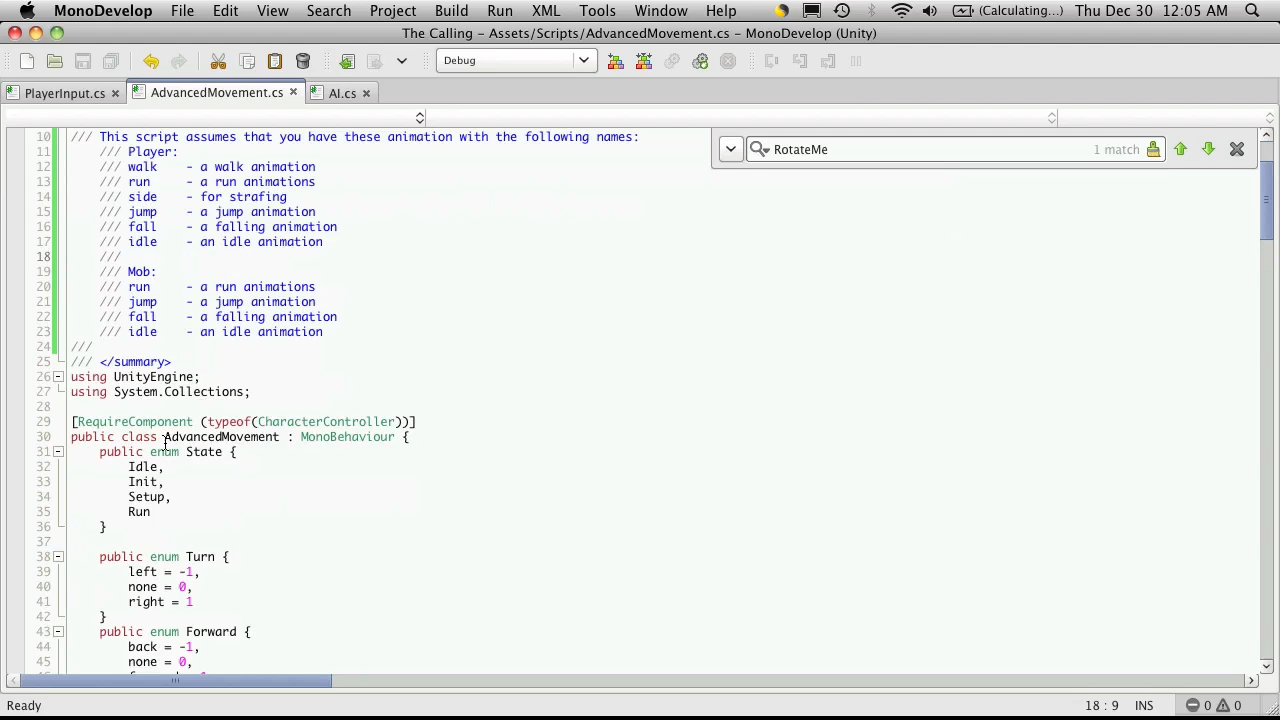 MonoDevelop File Edit View Search Project Build Run XML Tools Window Help (Calculating...) Thu Dec 30 12:05 AM
The Calling - Assets/Scripts/AdvancedMovement.cs - MonoDevelop (Unity)
Debug
PlayerInput.cs AdvancedMovement.cs AI.cs
RotateMe 1 match
10 /// This script assumes that you have these animation with the following names:
11 /// Player:
12 /// walk - a walk animation
13 /// run - a run animations
14 /// side - for strafing
15 /// jump - a jump animation
16 /// fall - a falling animation
17 /// idle - an idle animation
18 ///
19 /// Mob:
20 /// run - a run animations
21 /// jump - a jump animation
22 /// fall - a falling animation
23 /// idle - an idle animation
24 ///
25 /// </summary>
26 using UnityEngine;
27 using System.Collections;
28
29 [RequireComponent (typeof(CharacterController))]
30 public class AdvancedMovement : MonoBehaviour {
31 public enum State {
32 Idle,
33 Init,
34 Setup,
35 Run
36 }
37
38 public enum Turn {
39 left = -1,
40 none = 0,
41 right = 1
42 }
43 public enum Forward {
44 back = -1,
45 none = 0,
Ready 18 : 9 INS 0 0